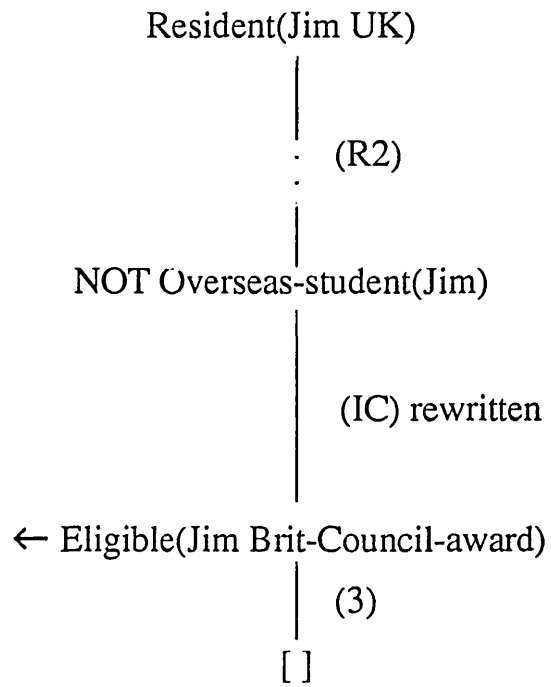 Resident(Jim UK)
(R2)
NOT Overseas-student(Jim)
(IC) rewritten
← Eligible(Jim Brit-Council-award)
(3)
[ ]